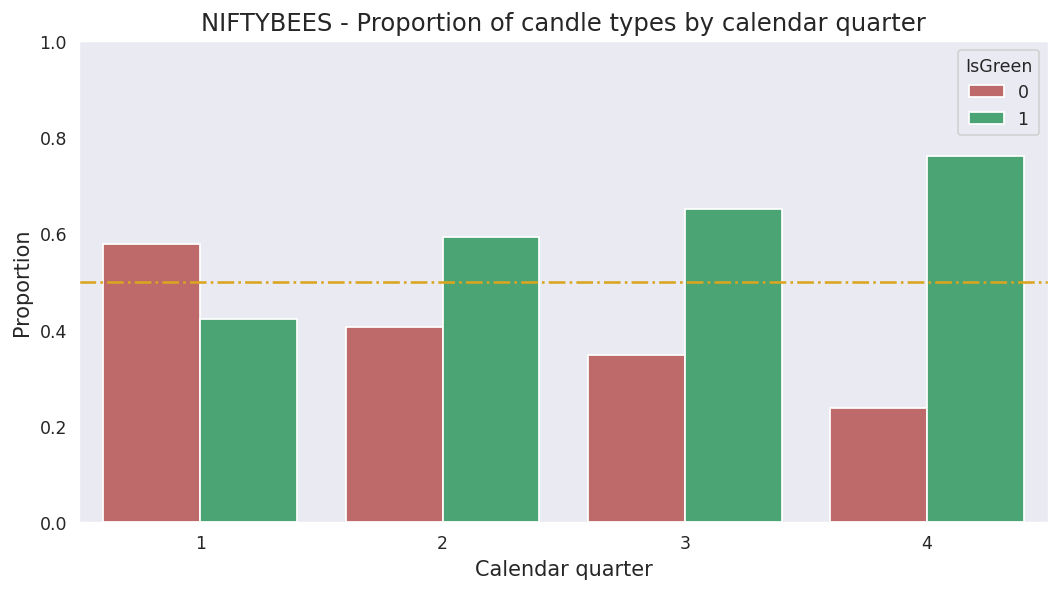 NIFTYBEES - Proportion of candle types by calendar quarter
IsGreen
0
1
Proportion
1.0
0.8
0.6
0.4
0.2
0.0
1 2 3 4
Calendar quarter